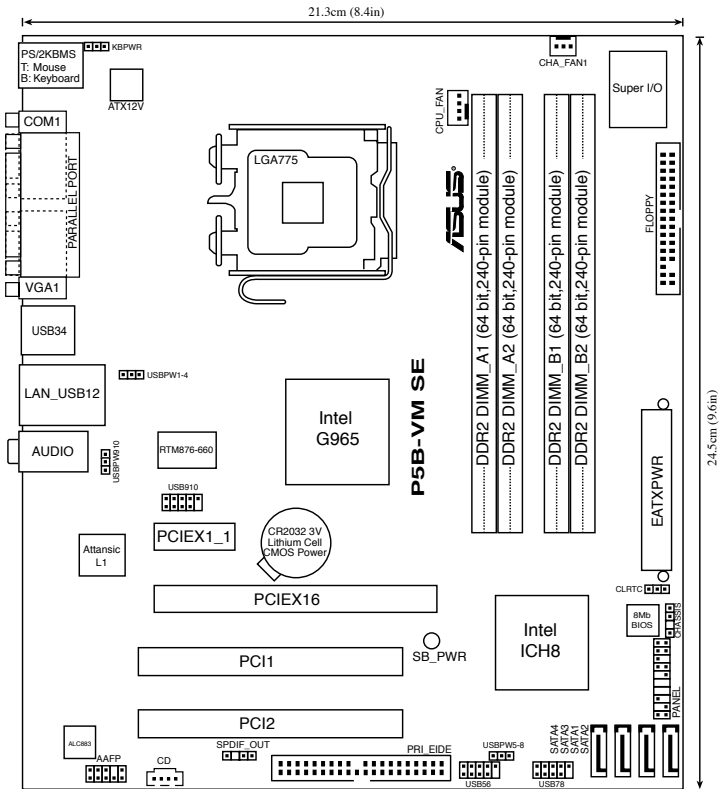 21.3cm (8.4in)
PS/2KBMS
T: Mouse
B: Keyboard
KBPWR
ATX12V
CHA_FAN1
Super I/O
CPU_FAN
COM1
PARALLEL PORT
VGA1
LGA775
ASUS
DDR2 DIMM_A1 (64 bit,240-pin module)
DDR2 DIMM_A2 (64 bit,240-pin module)
DDR2 DIMM_B1 (64 bit,240-pin module)
DDR2 DIMM_B2 (64 bit,240-pin module)
FLOPPY
24.5cm (9.6in)
USB34
LAN_USB12
USBPW1-4
AUDIO
USBPW910
RTM876-660
Intel
G965
P5B-VM SE
EATXPWR
USB910
PCIEX1_1
CR2032 3V
Lithium Cell
CMOS Power
Attansic
L1
PCIEX16
CLRTC
8Mb
BIOS
CHASSIS
Intel
ICH8
SB_PWR
PCI1
PANEL
PCI2
ALC883
AAFP
CD
SPDIF_OUT
PRI_EIDE
USBPW5-8
USB56
USB78
SATA4
SATA3
SATA1
SATA2